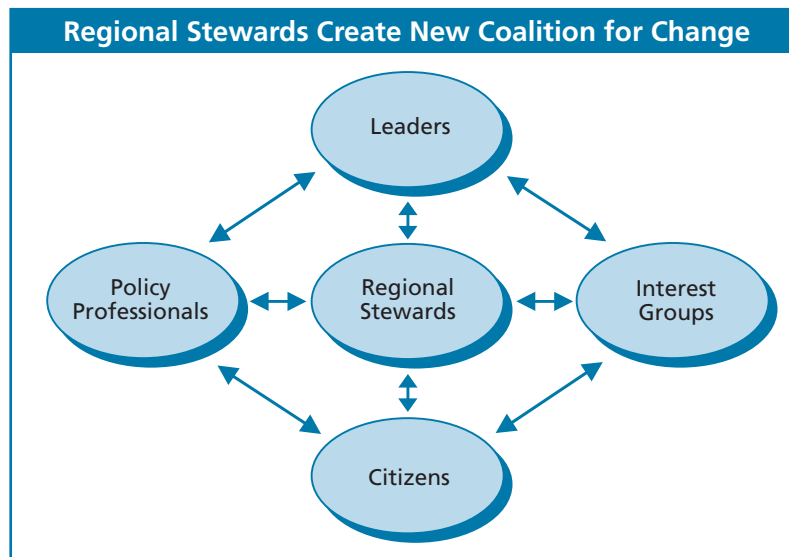 Regional Stewards Create New Coalition for Change
Leaders
Policy
Professionals
Regional
Stewards
Interest
Groups
Citizens